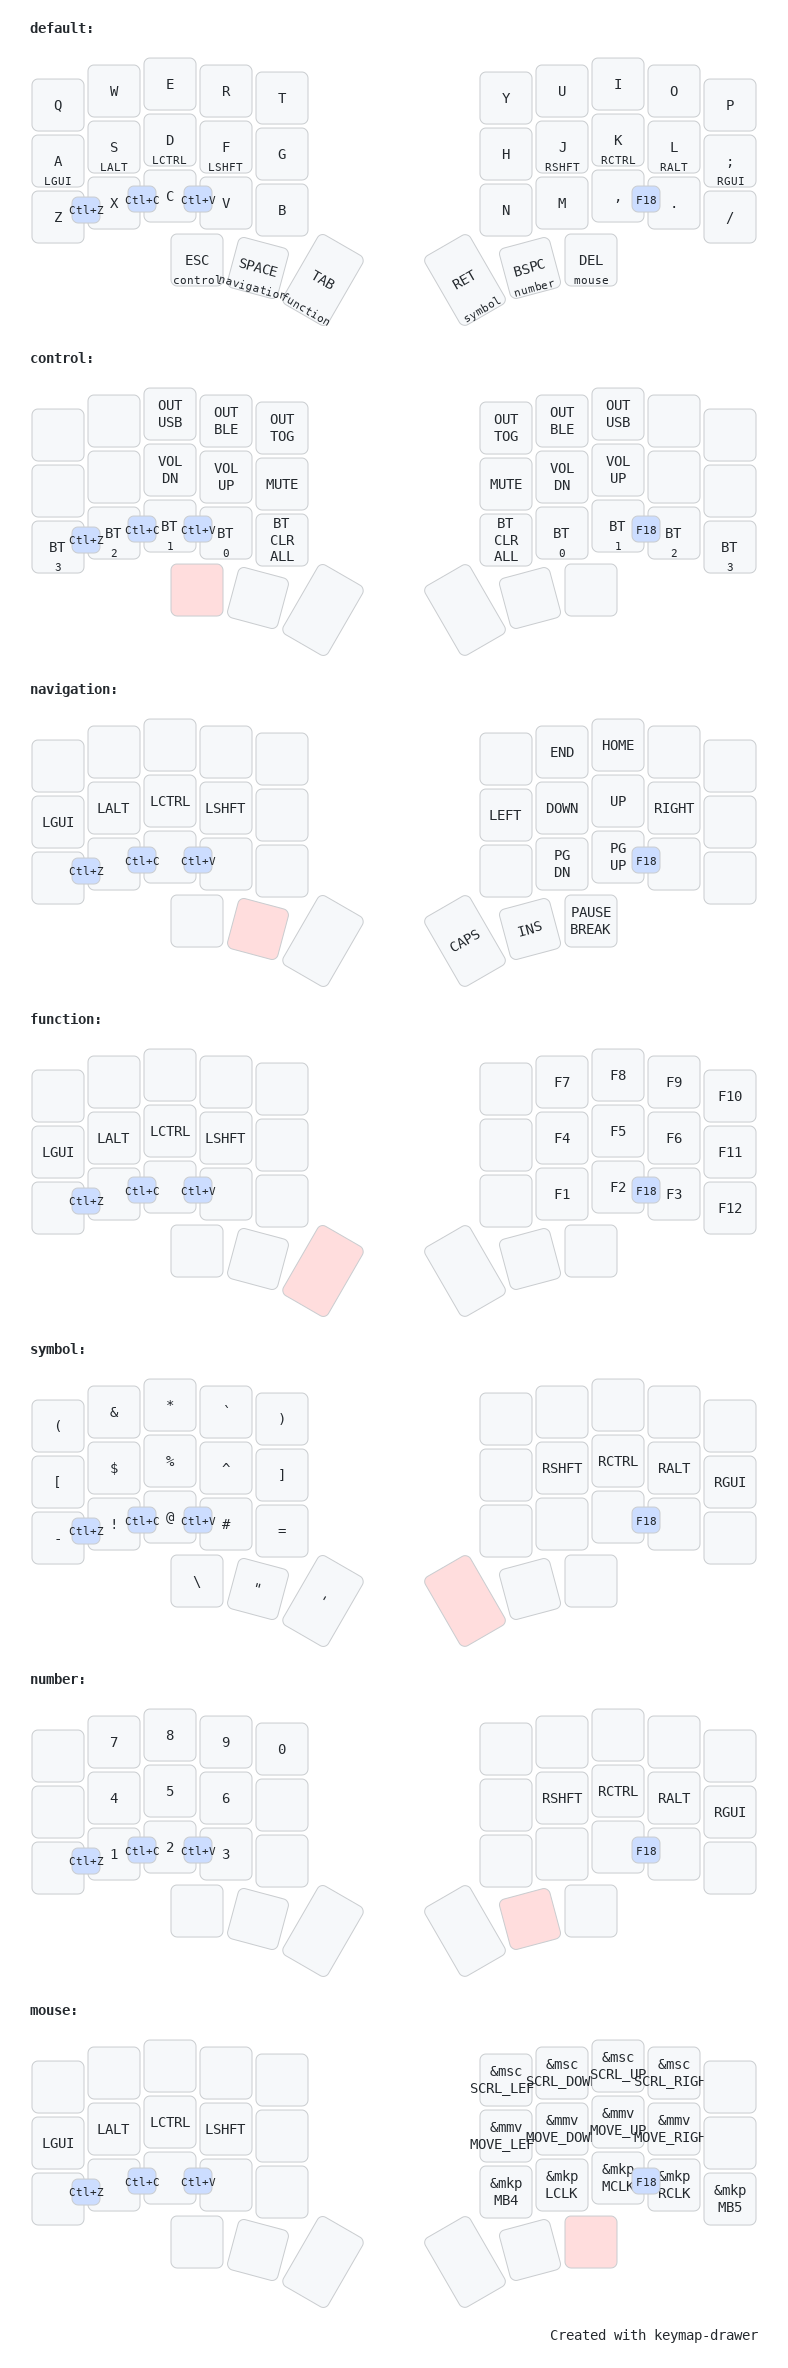 default:
Q W E R T Y U I O P
A S D F G H J K L ;
LGUI LALT LCTRL LSHFT RSHFT RCTRL RALT RGUI
Z Ctl+Z X Ctl+C C Ctl+V V B N M , F18 . /
ESC SPACE TAB RET BSPC DEL
control navigation function symbol number mouse
control:
OUT USB OUT BLE OUT TOG OUT TOG OUT BLE OUT USB
VOL DN VOL UP MUTE MUTE VOL DN VOL UP
BT 3 Ctl+Z BT 2 Ctl+C BT 1 Ctl+V BT 0 BT CLR ALL BT CLR ALL BT 0 BT 1 F18 BT 2 BT 3
navigation:
END HOME
LGUI LALT LCTRL LSHFT LEFT DOWN UP RIGHT
Ctl+Z Ctl+C Ctl+V PG DN PG UP F18
CAPS INS PAUSE BREAK
function:
F7 F8 F9 F10
LGUI LALT LCTRL LSHFT F4 F5 F6 F11
Ctl+Z Ctl+C Ctl+V F1 F2 F18 F3 F12
symbol:
( & * ` )
[ $ % ^ ] RSHFT RCTRL RALT RGUI
- Ctl+Z ! Ctl+C @ Ctl+V # = F18
\ " '
number:
7 8 9 0
4 5 6 RSHFT RCTRL RALT RGUI
Ctl+Z 1 Ctl+C 2 Ctl+V 3 F18
mouse:
&msc SCRL_LEF &msc SCRL_DOWN &msc SCRL_UP &msc SCRL_RIGH
LGUI LALT LCTRL LSHFT &mmv MOVE_LEF &mmv MOVE_DOWN &mmv MOVE_UP &mmv MOVE_RIGH
Ctl+Z Ctl+C Ctl+V &mkp MB4 &mkp LCLK &mkp MCLK F18 &mkp RCLK &mkp MB5
Created with keymap-drawer